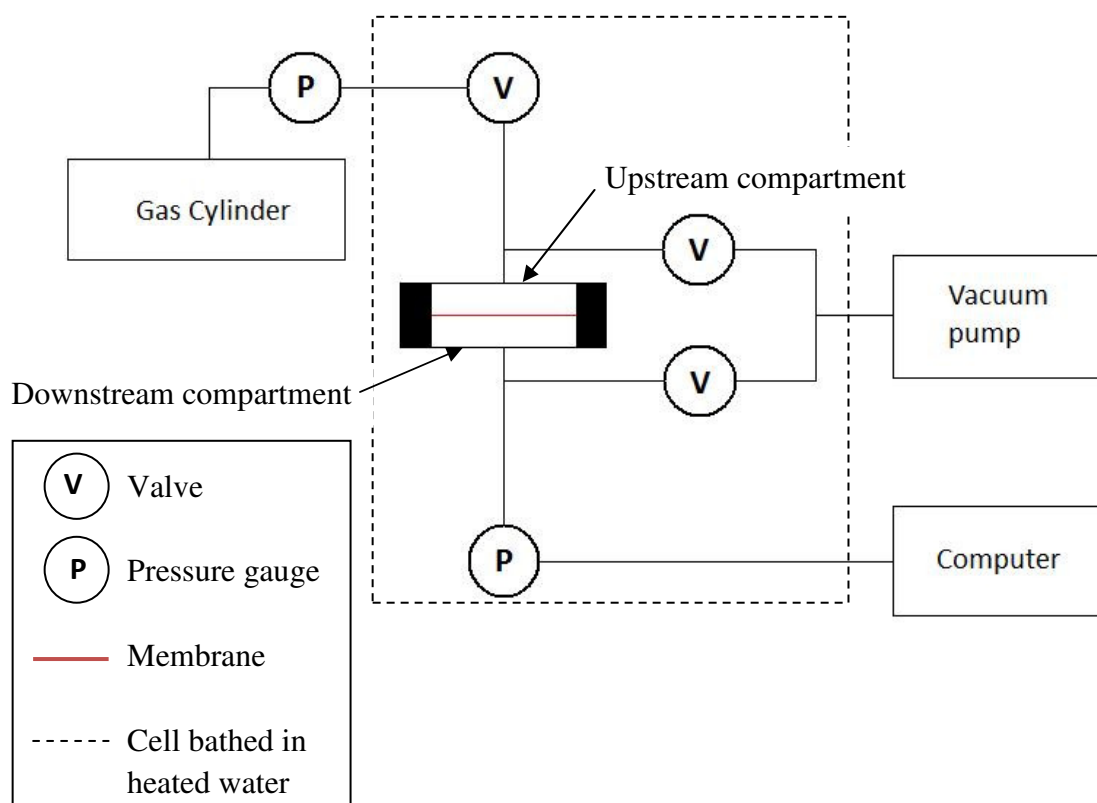 P
V
Upstream compartment
Gas Cylinder
V
Vacuum
pump
V
Downstream compartment
V
Valve
P
Pressure gauge
P
Computer
Membrane
Cell bathed in
heated water